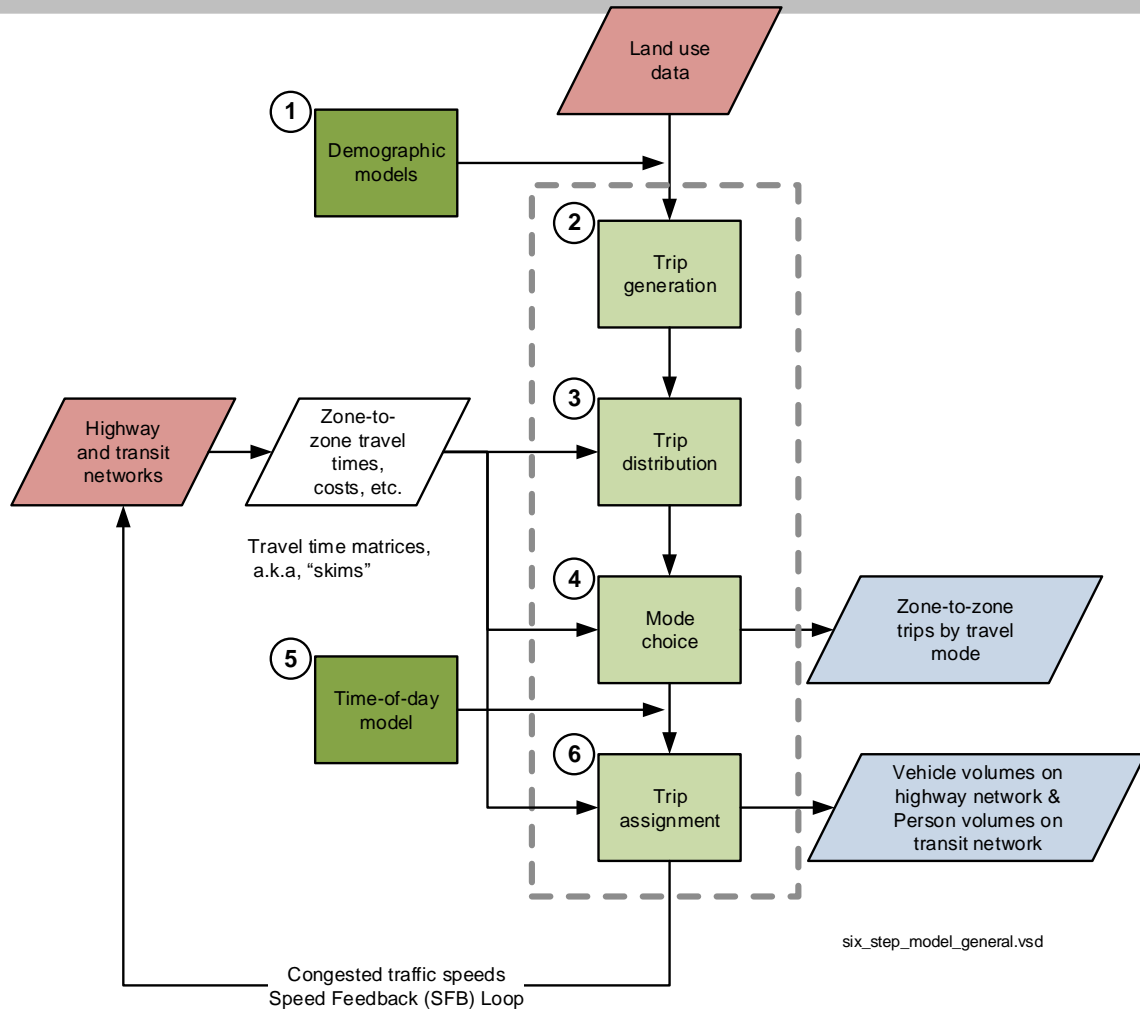 Land use
data
1
Demographic
models
2
Trip
generation
3
Trip
distribution
Highway
and transit
networks
Zone-to-
zone travel
times,
costs, etc.
Travel time matrices,
a.k.a, “skims”
4
Mode
choice
Zone-to-zone
trips by travel
mode
5
Time-of-day
model
6
Trip
assignment
Vehicle volumes on
highway network &
Person volumes on
transit network
six_step_model_general.vsd
Congested traffic speeds
Speed Feedback (SFB) Loop